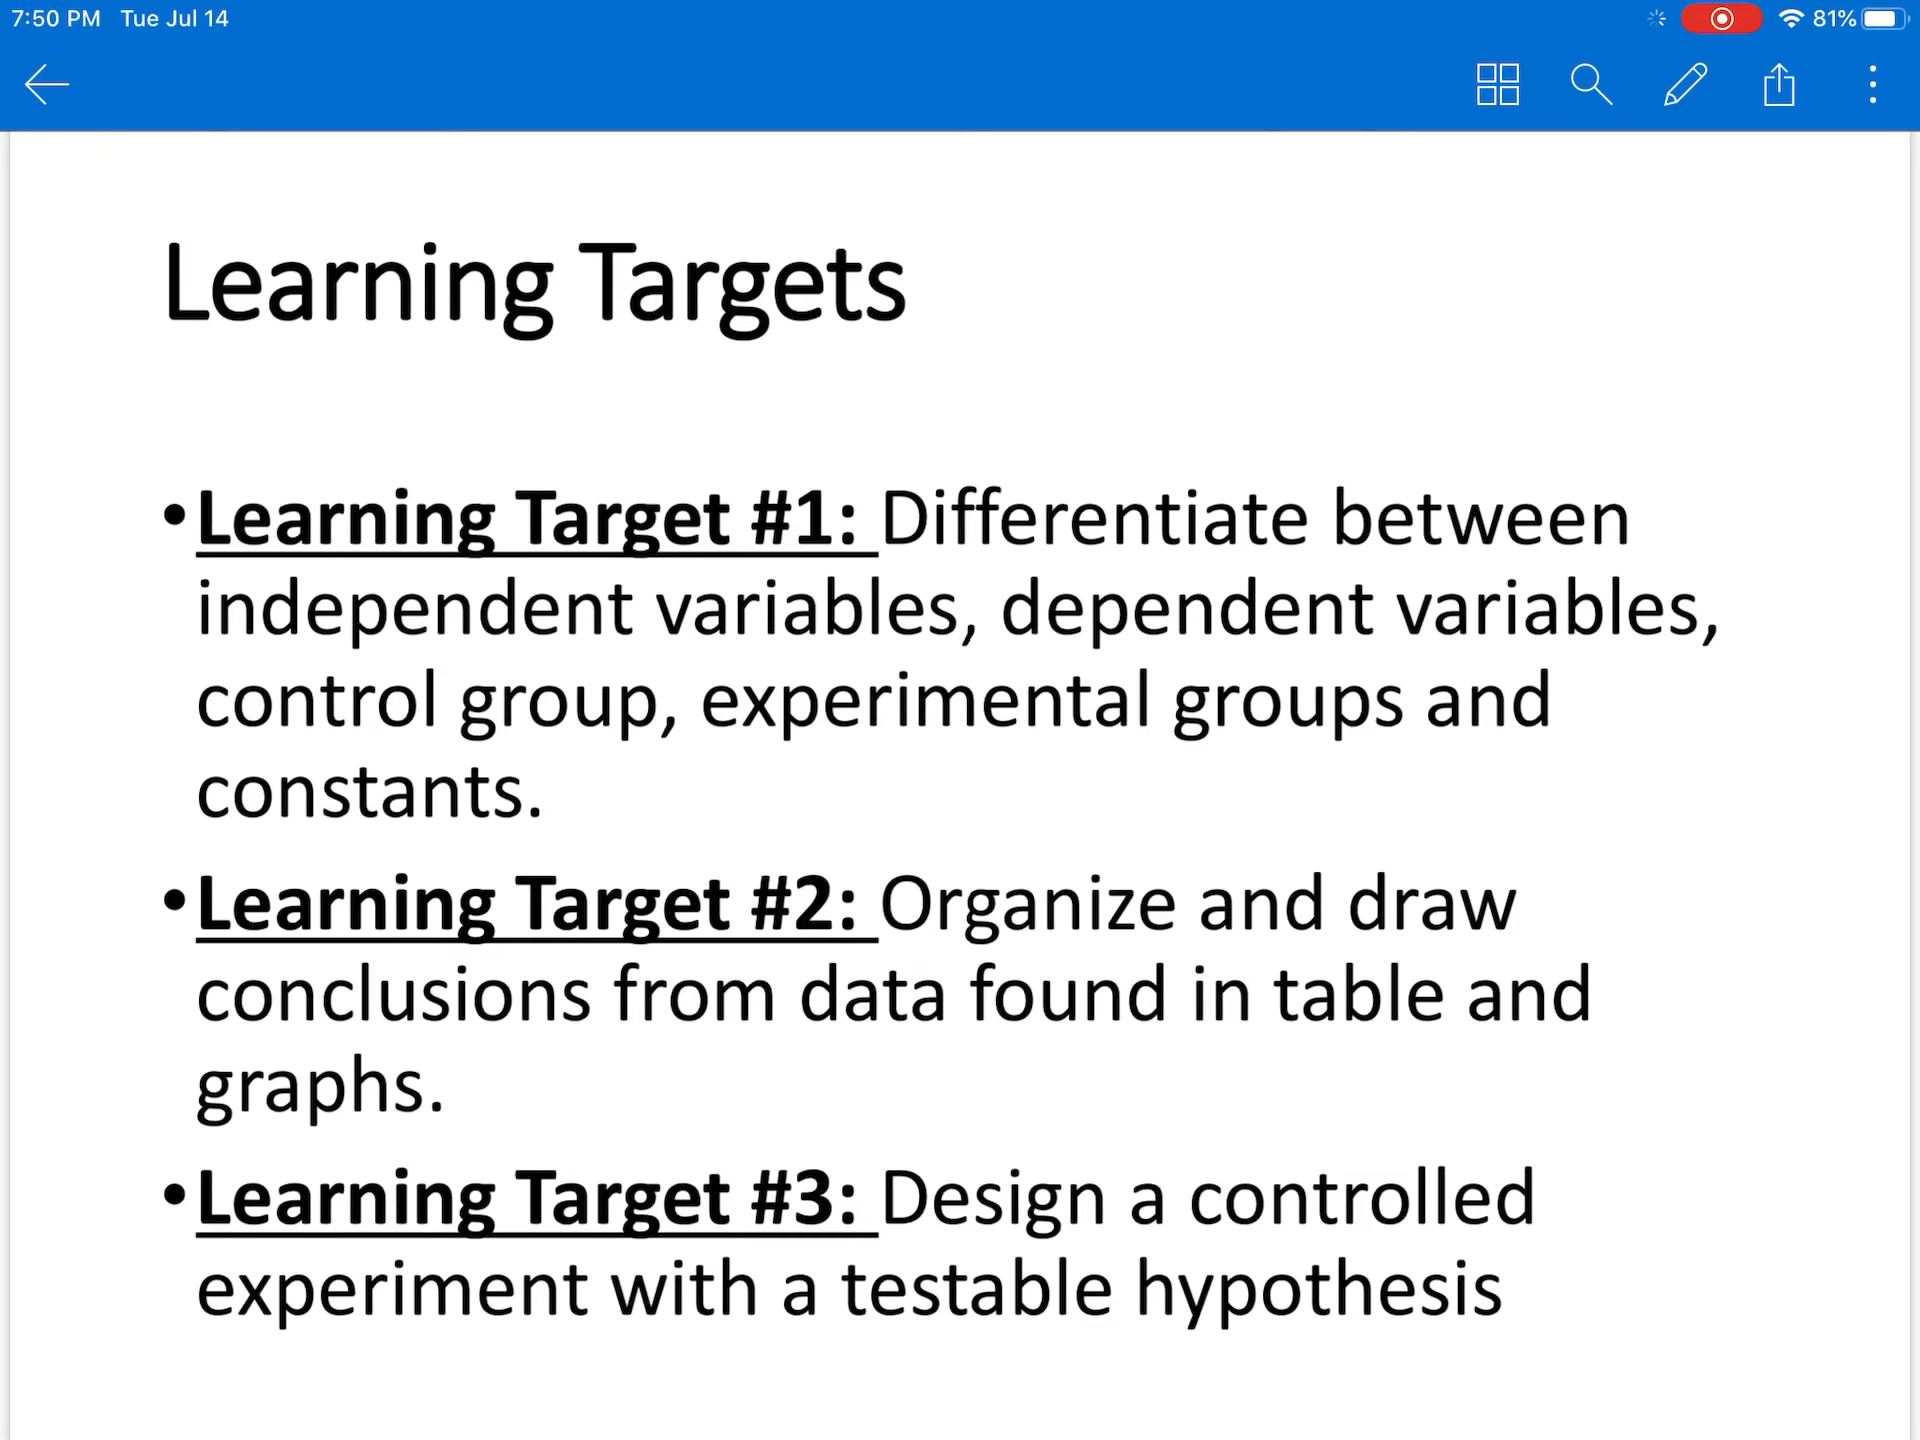 7:50 PM Tue Jul 14
81%
Learning Targets
•Learning Target #1: Differentiate between
independent variables, dependent variables,
control group, experimental groups and
constants.
•Learning Target #2: Organize and draw
conclusions from data found in table and
graphs.
•Learning Target #3: Design a controlled
experiment with a testable hypothesis